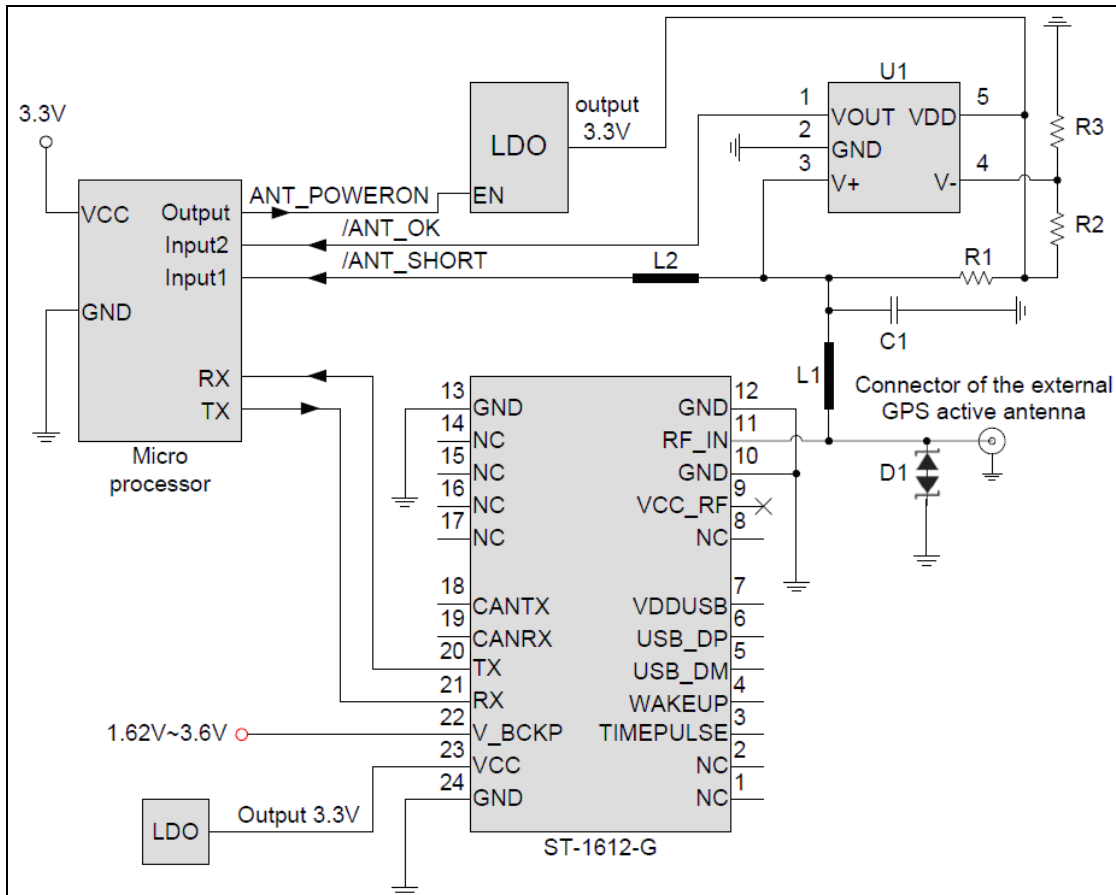 U1
output
3.3V
1
VOUT
VDD
5
2
GND
3
V+
V-
4
R3
R2
3.3V
LDO
EN
VCC
Output
ANT_POWERON
Input2
/ANT_OK
Input1
/ANT_SHORT
L2
R1
GND
C1
L1
RX
TX
Micro
processor
Connector of the external
GPS active antenna
D1
13
GND
GND
12
14
NC
RF_IN
11
15
NC
GND
10
16
NC
VCC_RF
9
17
NC
NC
8
18
CANTX
VDDUSB
7
19
CANRX
USB_DP
6
20
TX
USB_DM
5
21
RX
WAKEUP
4
1.62V~3.6V
22
V_BCKP
TIMEPULSE
3
23
VCC
NC
2
24
GND
NC
1
LDO
Output 3.3V
ST-1612-G